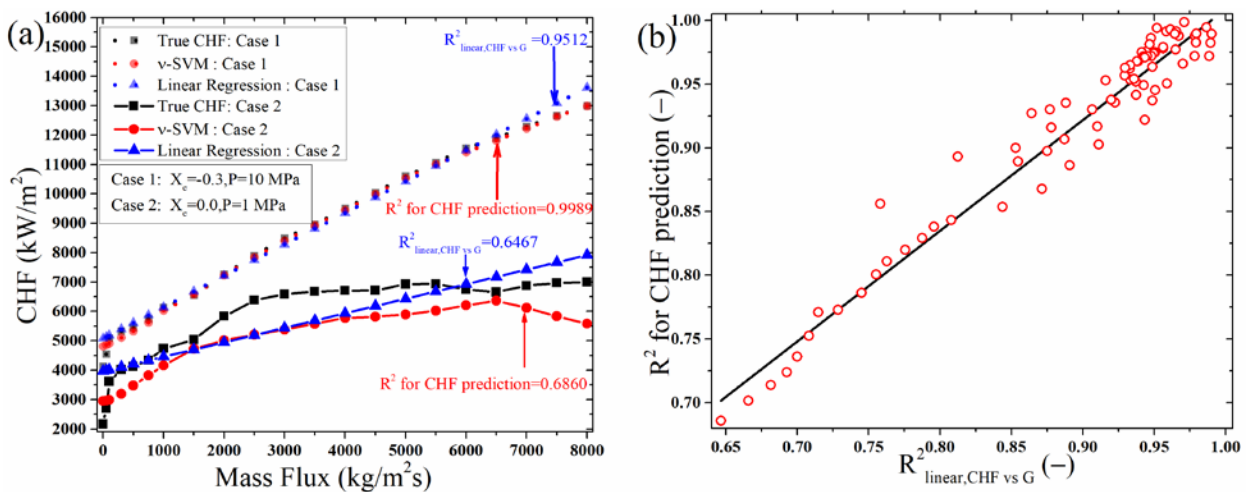 (a)
16000
15000
14000
13000
12000
11000
10000
9000
8000
7000
6000
5000
4000
3000
2000
CHF (kW/m²)
True CHF: Case 1
ν-SVM: Case 1
Linear Regression : Case 1
True CHF: Case 2
ν-SVM: Case 2
Linear Regression : Case 2
Case 1: Xₑ=-0.3,P=10 MPa
Case 2: Xₑ=0.0,P=1 MPa
R²linear,CHF vs G=0.9512
R² for CHF prediction=0.9989
R²linear,CHF vs G=0.6467
R² for CHF prediction=0.6860
0 1000 2000 3000 4000 5000 6000 7000 8000
Mass Flux (kg/m²s)
(b)
1.00
0.95
0.90
0.85
0.80
0.75
0.70
R² for CHF prediction (–)
0.65 0.70 0.75 0.80 0.85 0.90 0.95 1.00
R²linear,CHF vs G (–)